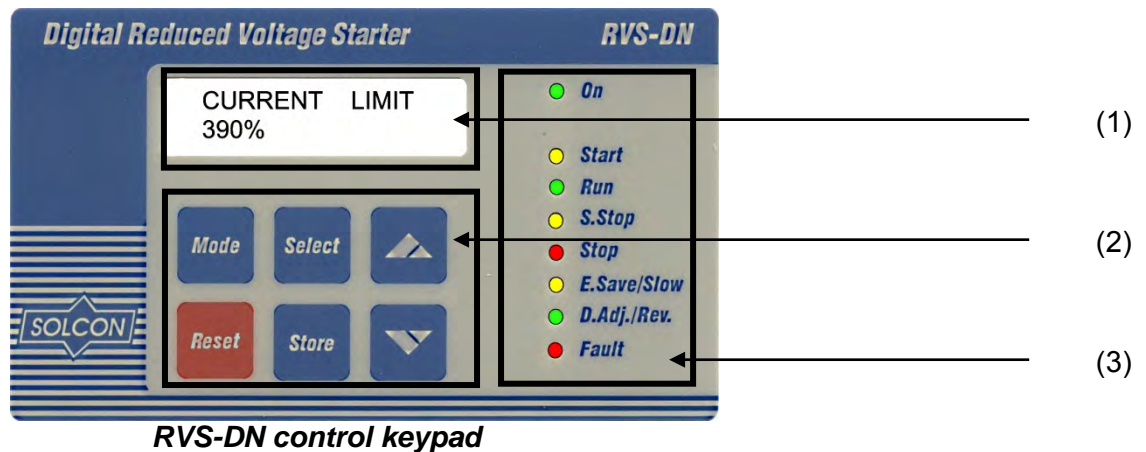 Digital Reduced Voltage Starter RVS-DN
CURRENT LIMIT
390%
On
Start
Run
S.Stop
Stop
E.Save/Slow
D.Adj./Rev.
Fault
Mode Select
Reset Store
SOLCON
(1)
(2)
(3)
RVS-DN control keypad